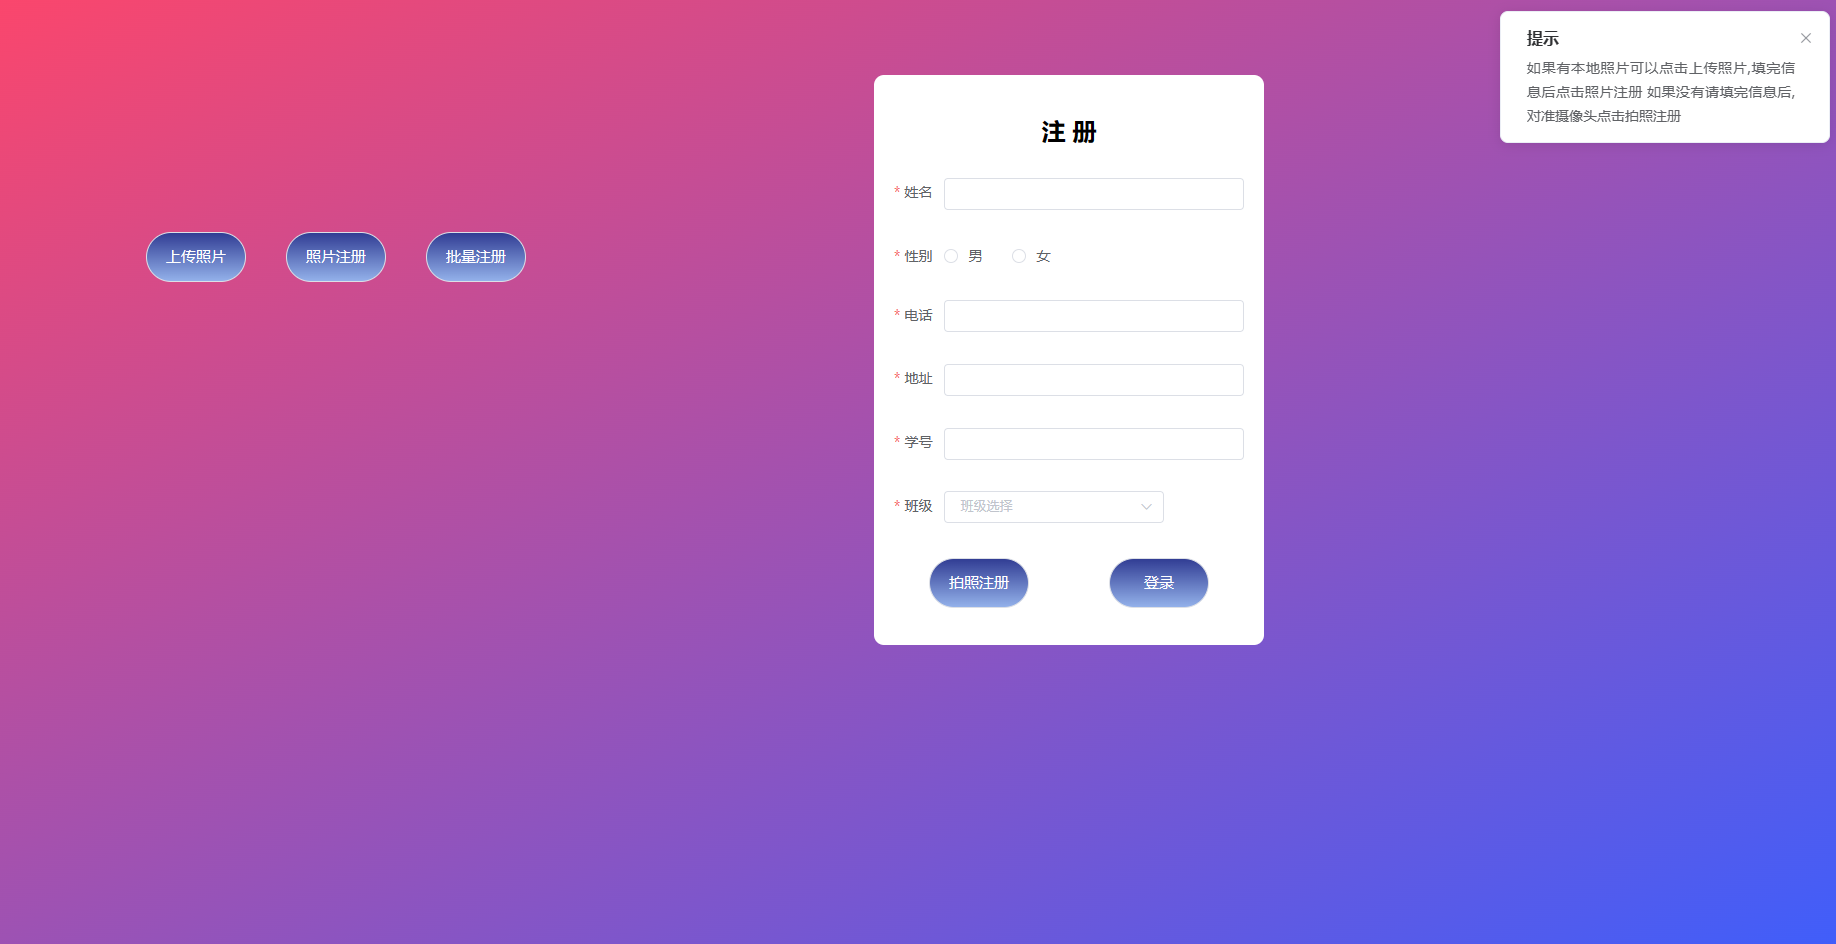 提示
如果有本地照片可以点击上传照片,填完信
息后点击照片注册 如果没有请填完信息后,
对准摄像头点击拍照注册
注 册
* 姓名
* 性别 男 女
上传照片 照片注册 批量注册
* 电话
* 地址
* 学号
* 班级 班级选择
拍照注册 登录